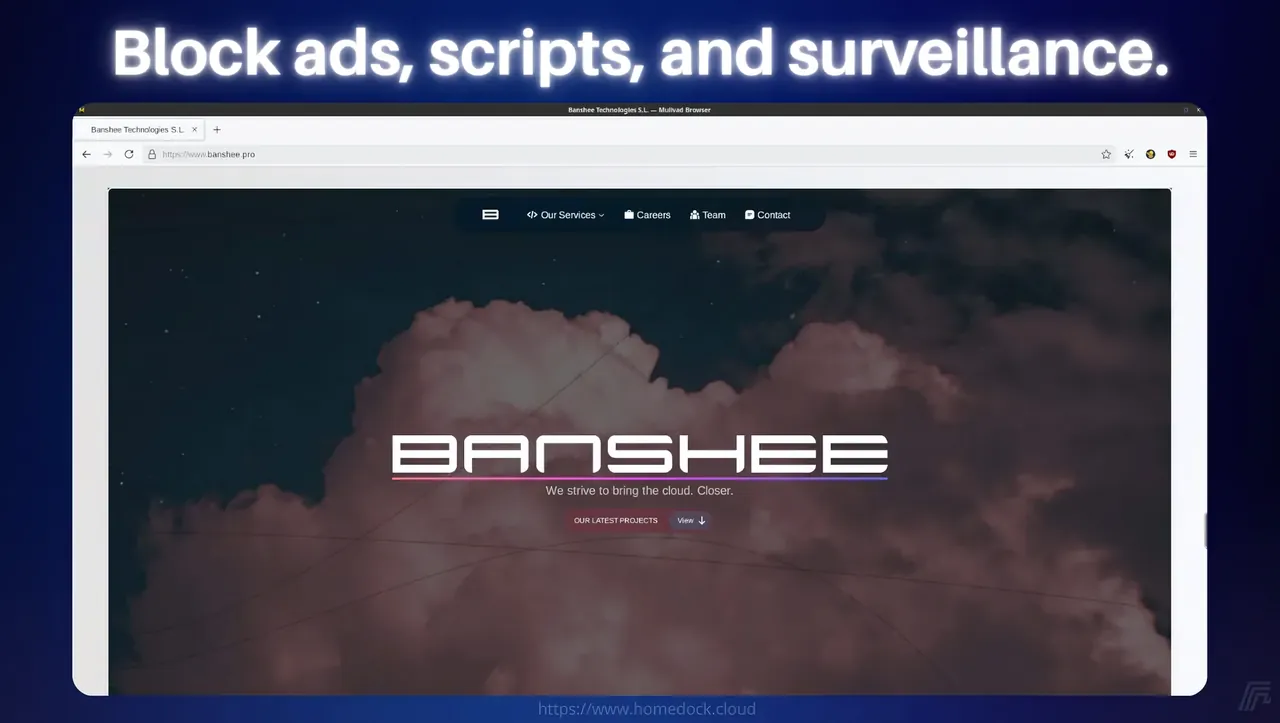 Block ads, scripts, and surveillance.
Banshee Technologies S.L. — Mullvad Browser
Banshee Technologies S.L.
https://www.banshee.pro
Our Services
Careers
Team
Contact
BANSHEE
We strive to bring the cloud. Closer.
OUR LATEST PROJECTS
View
https://www.homedock.cloud